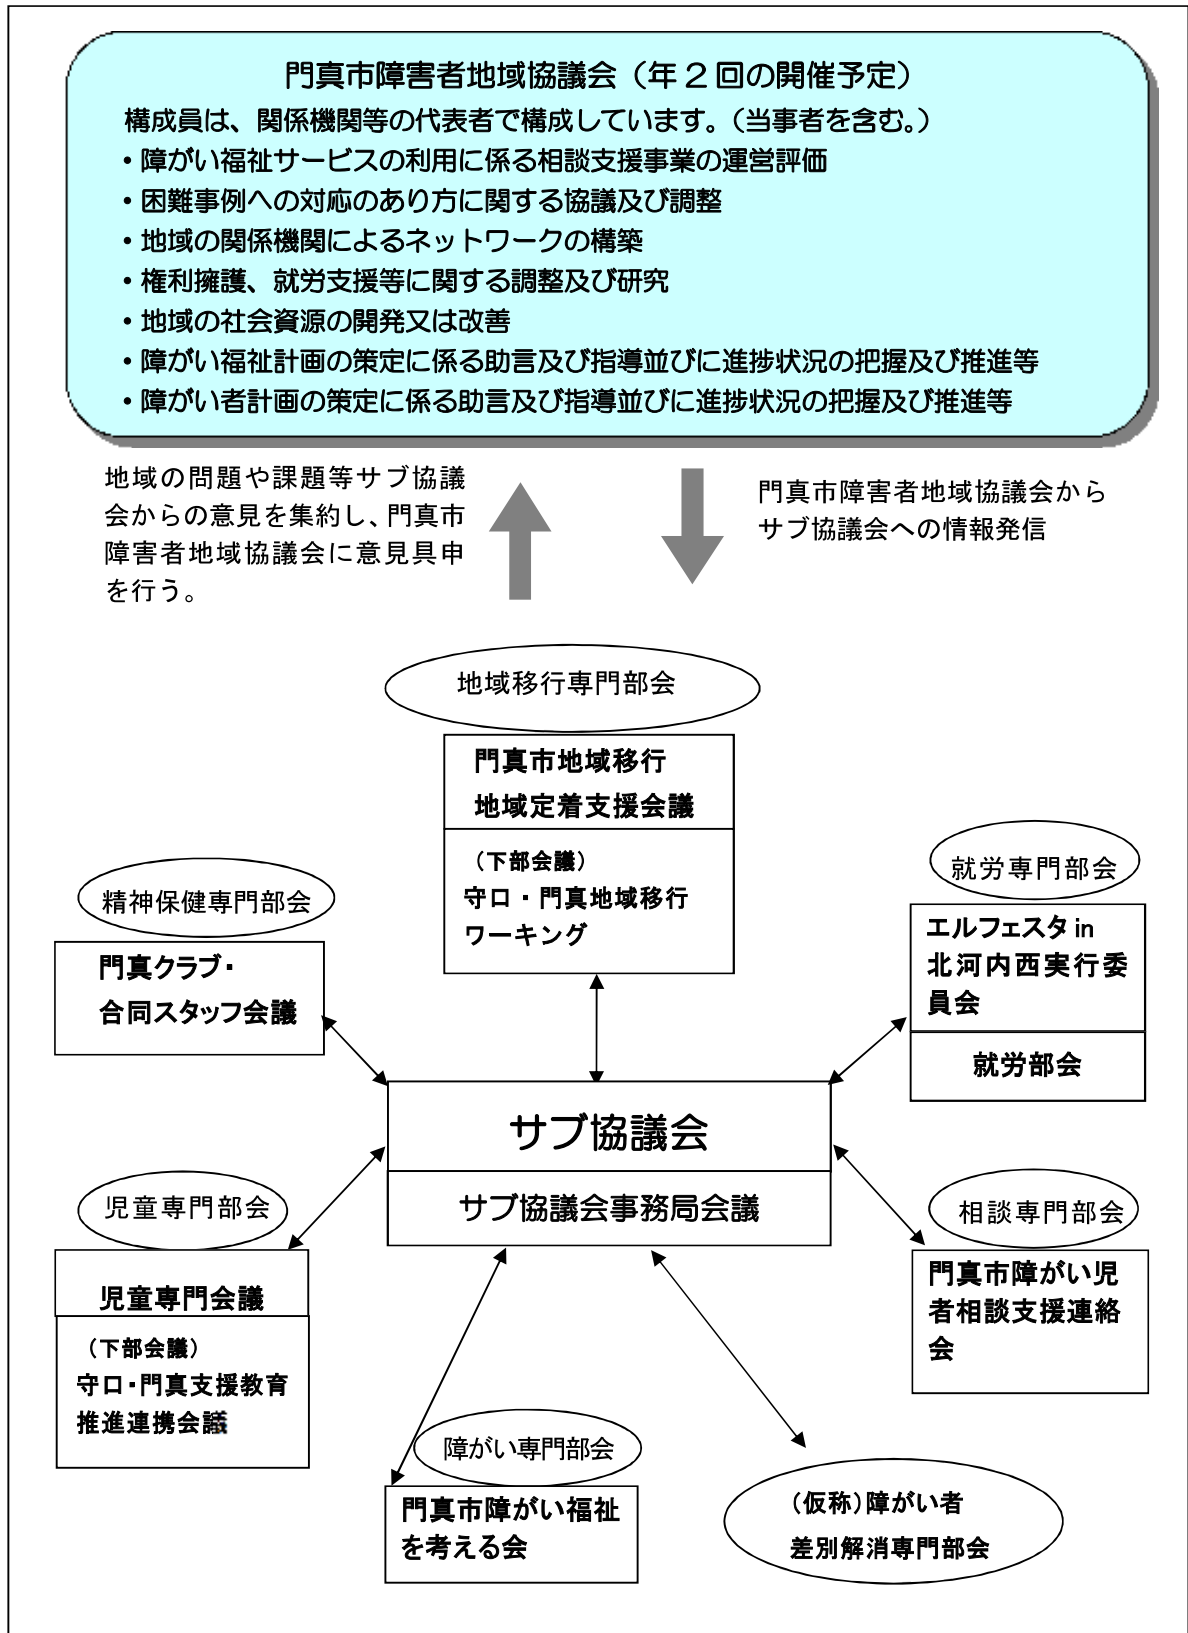 門真市障害者地域協議会（年２回の開催予定）
構成員は、関係機関等の代表者で構成しています。（当事者を含む。）
・障がい福祉サービスの利用に係る相談支援事業の運営評価
・困難事例への対応のあり方に関する協議及び調整
・地域の関係機関によるネットワークの構築
・権利擁護、就労支援等に関する調整及び研究
・地域の社会資源の開発又は改善
・障がい福祉計画の策定に係る助言及び指導並びに進捗状況の把握及び推進等
・障がい者計画の策定に係る助言及び指導並びに進捗状況の把握及び推進等
地域の問題や課題等サブ協議
会からの意見を集約し、門真市
障害者地域協議会に意見具申
を行う。
門真市障害者地域協議会から
サブ協議会への情報発信
地域移行専門部会
門真市地域移行
地域定着支援会議
（下部会議）
守口・門真地域移行
ワーキング
精神保健専門部会
門真クラブ・
合同スタッフ会議
就労専門部会
エルフェスタ in
北河内西実行委
員会
就労部会
サブ協議会
サブ協議会事務局会議
児童専門部会
児童専門会議
（下部会議）
守口・門真支援教育
推進連携会議
相談専門部会
門真市障がい児
者相談支援連絡
会
障がい専門部会
門真市障がい福祉
を考える会
（仮称）障がい者
差別解消専門部会